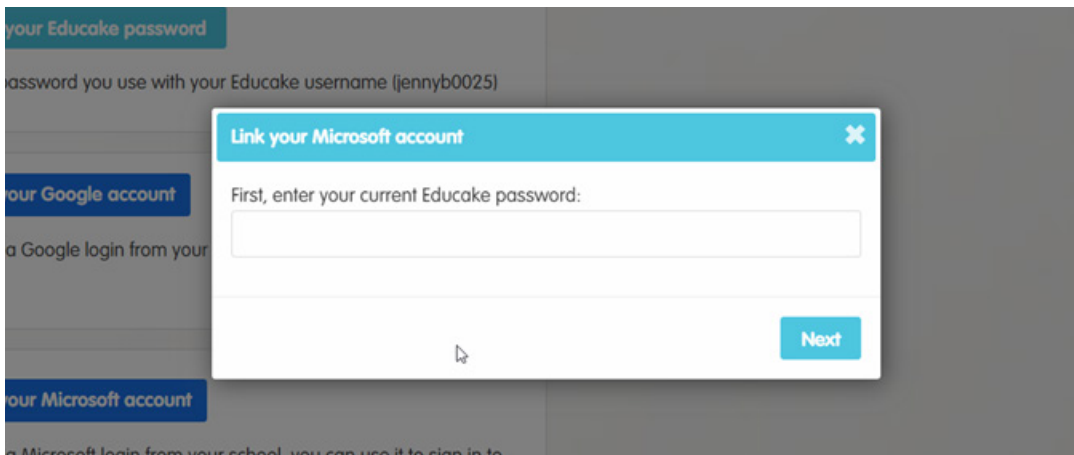 your Educake password
password you use with your Educake username (jennyb0025)
Link your Microsoft account
First, enter your current Educake password:
your Google account
a Google login from your
Next
your Microsoft account
a Microsoft login from your school, you can use it to sign in to